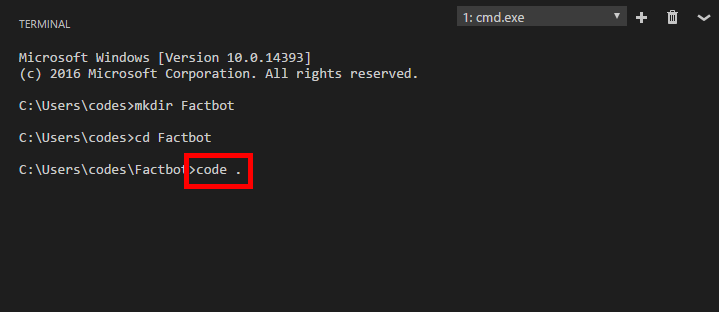 TERMINAL
1: cmd.exe
Microsoft Windows [Version 10.0.14393]
(c) 2016 Microsoft Corporation. All rights reserved.
C:\Users\codes>mkdir Factbot
C:\Users\codes>cd Factbot
C:\Users\codes\Factbot>code .